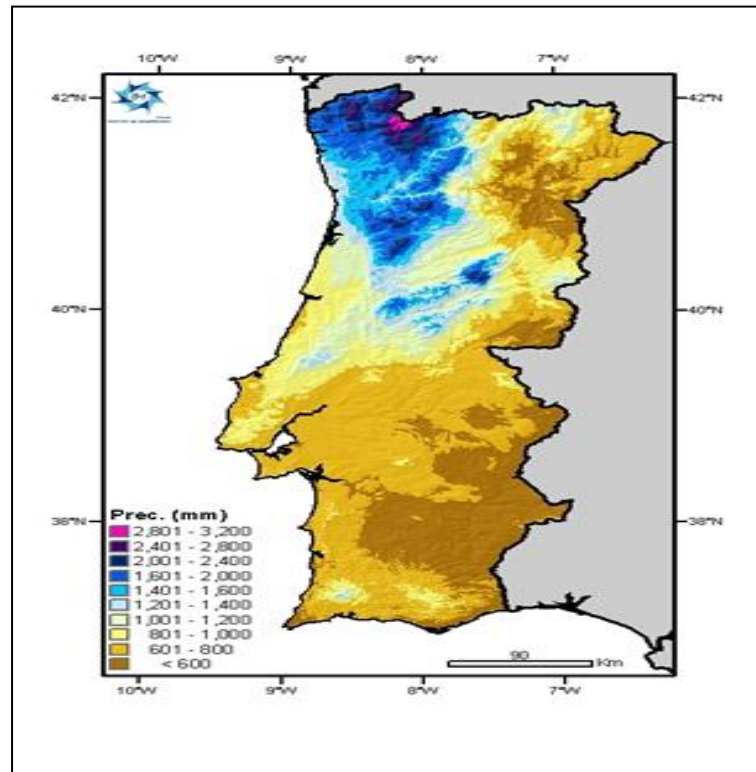 10°W 9°W 8°W 7°W
42°N 42°N
40°N 40°N
38°N 38°N
Prec. (mm)
2,801 - 3,200
2,401 - 2,800
2,001 - 2,400
1,601 - 2,000
1,401 - 1,600
1,201 - 1,400
1,001 - 1,200
801 - 1,000
601 - 800
< 600
90
Km
10°W 9°W 8°W 7°W